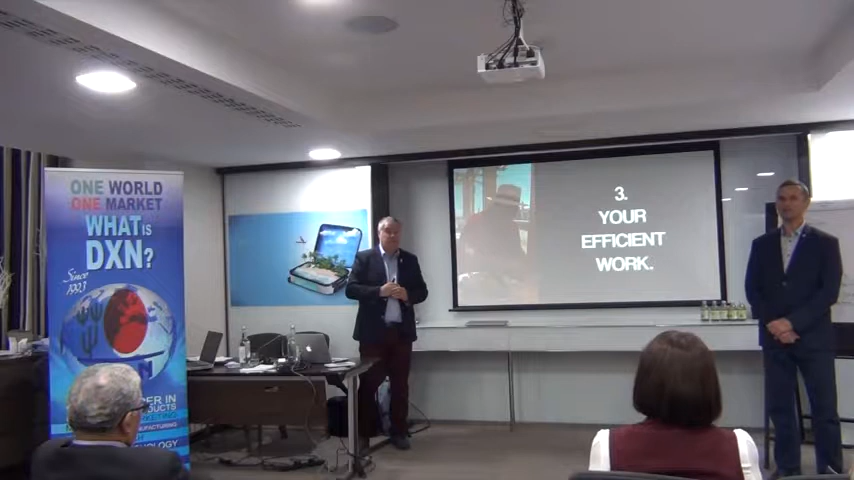 ONE WORLD
ONE MARKET
WHAT iS
DXN?
Since
1993
3.
YOUR
EFFICIENT
WORK.